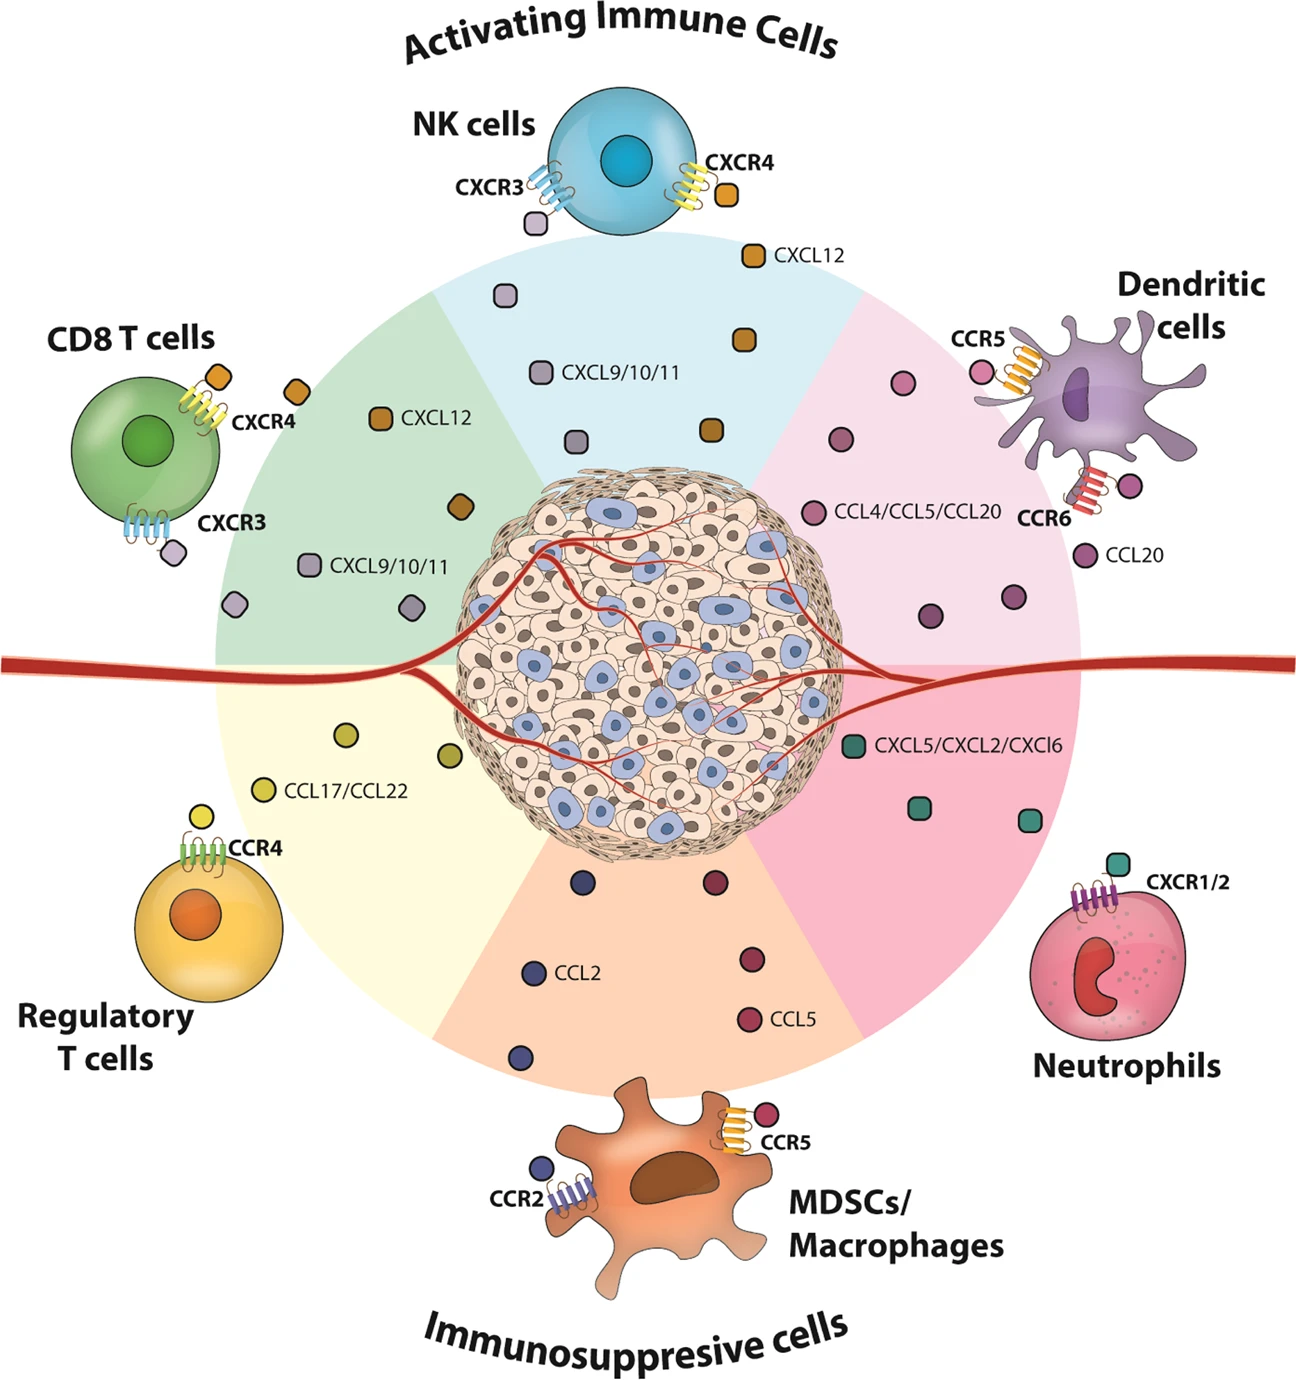 Activating Immune Cells
NK cells
CXCR3
CXCR4
CXCL12
CXCL9/10/11
Dendritic
cells
CCR5
CCL4/CCL5/CCL20
CCR6
CCL20
CD8 T cells
CXCR4
CXCL12
CXCR3
CXCL9/10/11
CXCL5/CXCL2/CXCl6
CXCR1/2
Neutrophils
CCL17/CCL22
CCR4
Regulatory
T cells
CCL2
CCL5
CCR5
CCR2
MDSCs/
Macrophages
Immunosuppresive cells